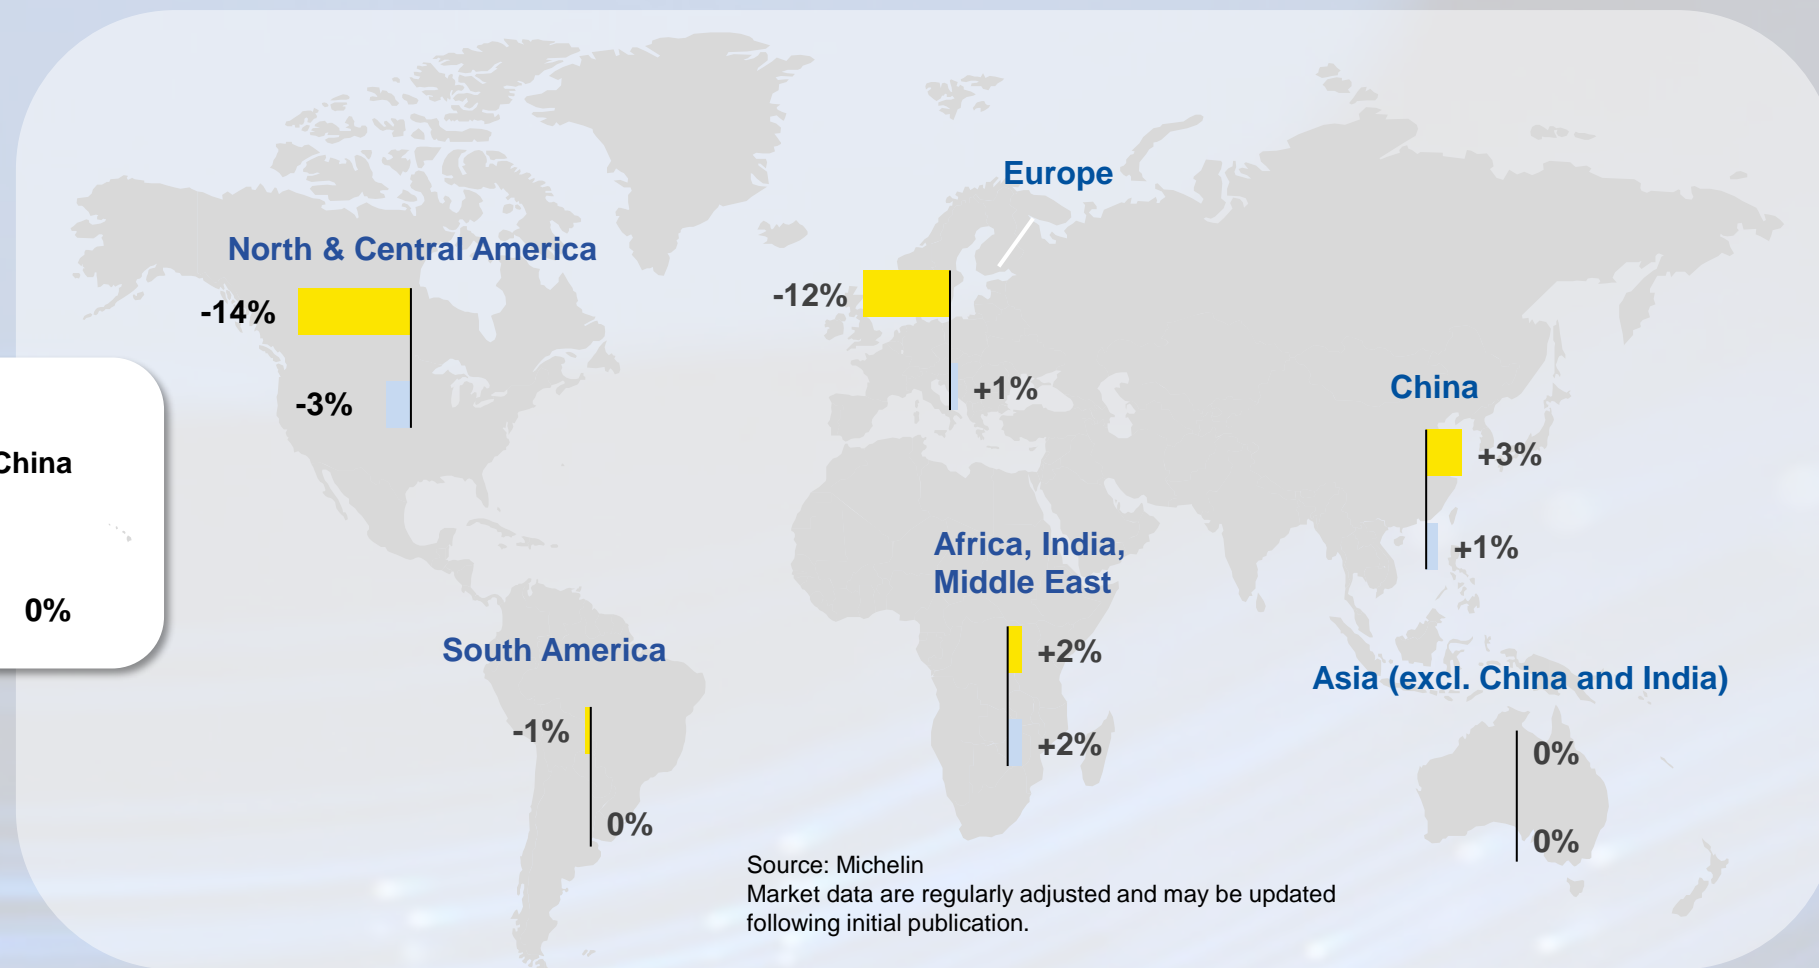 Europe
North & Central America
-14%
-3%
-12%
+1%
China
+3%
+1%
China
0%
Africa, India,
Middle East
+2%
+2%
South America
-1%
0%
Asia (excl. China and India)
0%
0%
Source: Michelin
Market data are regularly adjusted and may be updated
following initial publication.